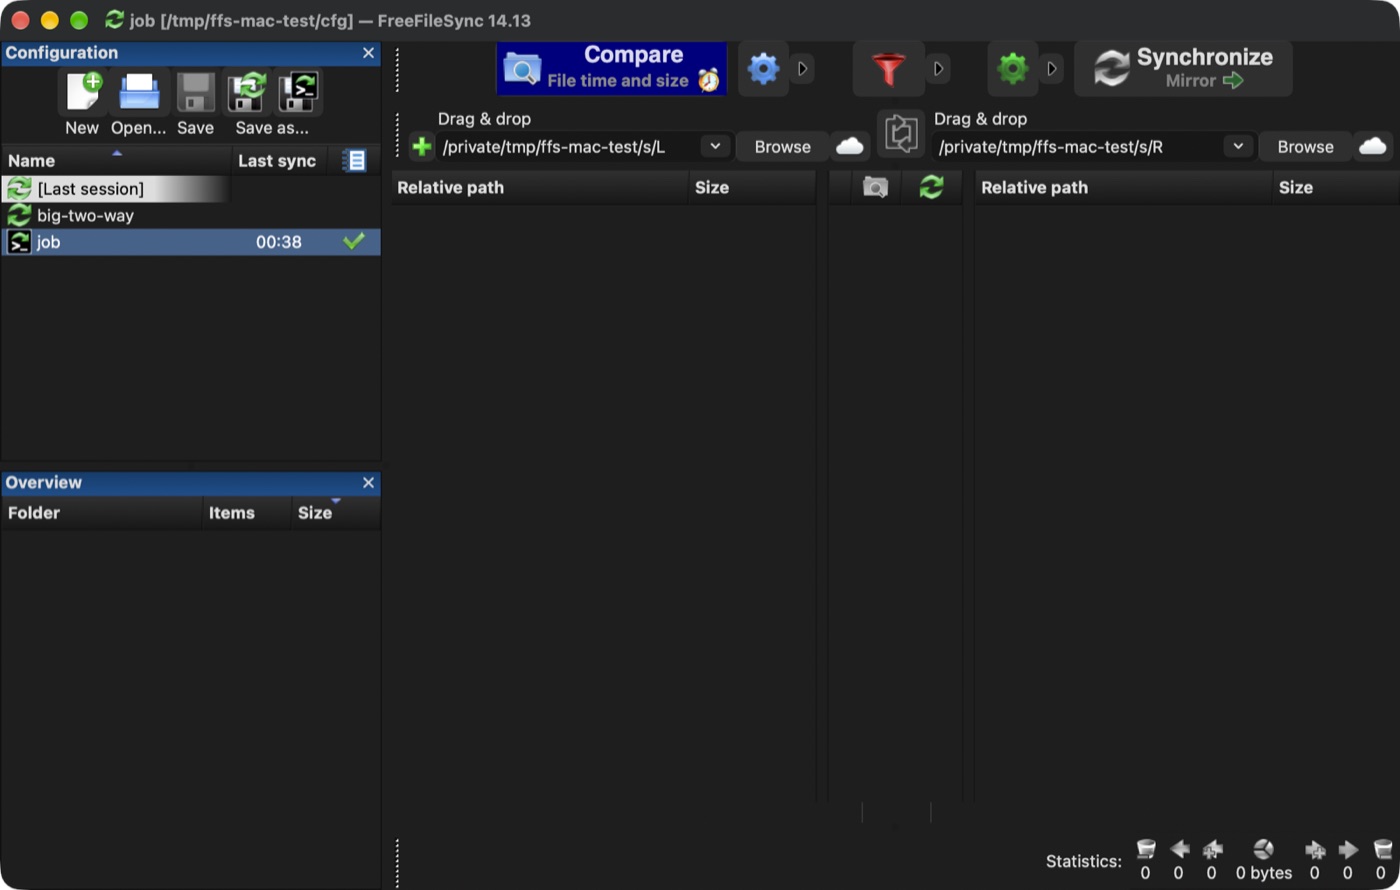 job [/tmp/ffs-mac-test/cfg] — FreeFileSync 14.13
Configuration
New Open... Save Save as...
Name Last sync
[Last session]
big-two-way
job 00:38
Overview
Folder Items Size
Compare
File time and size
Synchronize
Mirror
Drag & drop
/private/tmp/ffs-mac-test/s/L Browse
Drag & drop
/private/tmp/ffs-mac-test/s/R Browse
Relative path Size
Relative path Size
Statistics: 0 0 0 0 bytes 0 0 0